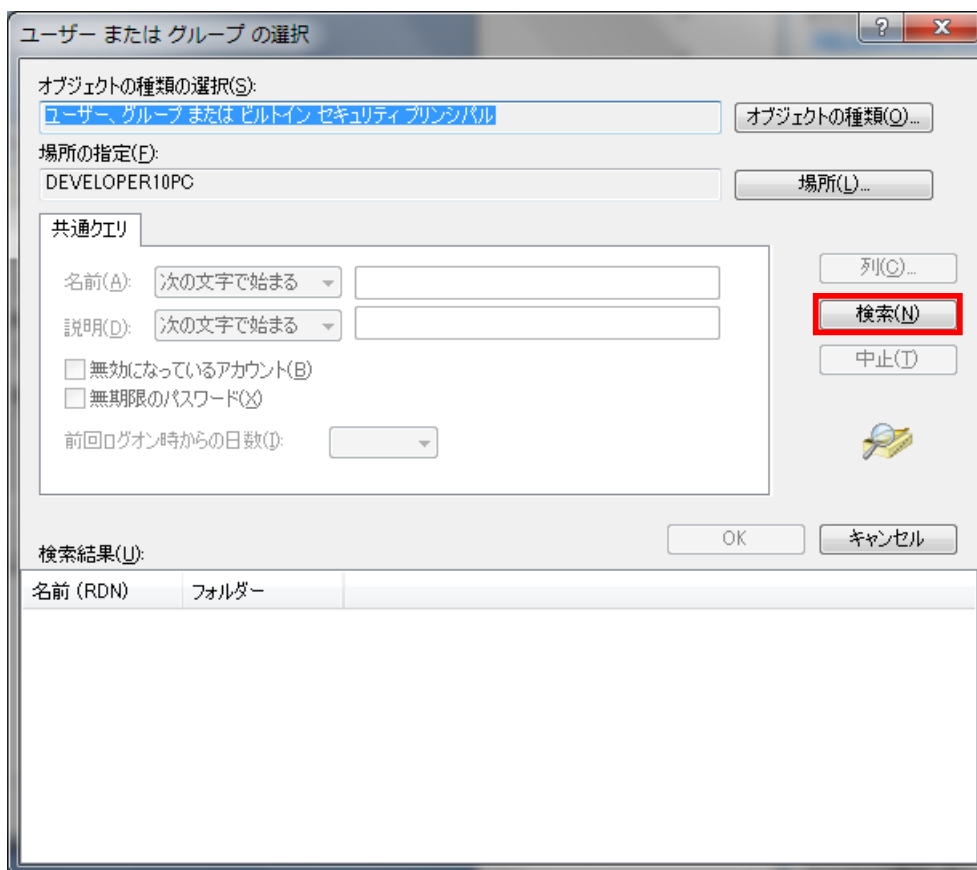 ユーザー または グループ の選択
オブジェクトの種類の選択(S):
ユーザー、グループ または ビルトイン セキュリティ プリンシパル
オブジェクトの種類(O)...
場所の指定(F):
DEVELOPER10PC
場所(L)...
共通クエリ
名前(A): 次の文字で始まる
列(C)...
説明(D): 次の文字で始まる
検索(N)
無効になっているアカウント(B)
中止(T)
無期限のパスワード(X)
前回ログオン時からの日数(I):
OK
キャンセル
検索結果(U):
名前 (RDN) フォルダー